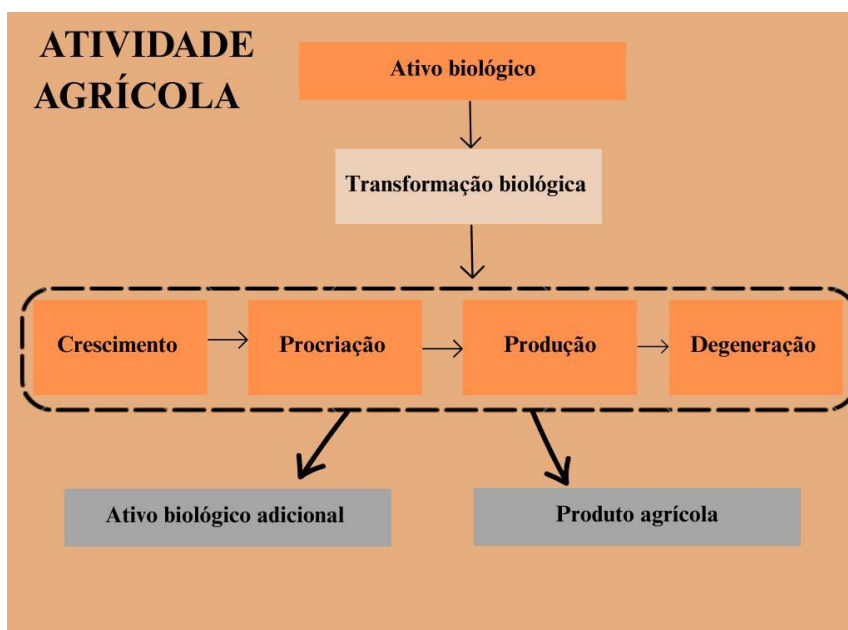 ATIVIDADE
AGRÍCOLA
Ativo biológico
Transformação biológica
Crescimento
Procriação
Produção
Degeneração
Ativo biológico adicional
Produto agrícola